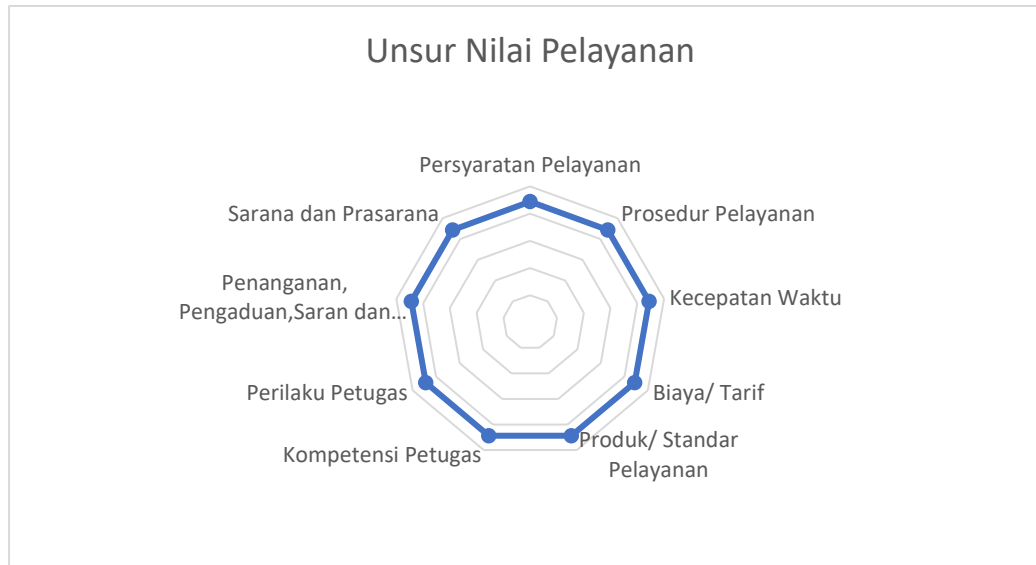 Unsur Nilai Pelayanan
Persyaratan Pelayanan
Prosedur Pelayanan
Kecepatan Waktu
Biaya/ Tarif
Produk/ Standar
Pelayanan
Kompetensi Petugas
Perilaku Petugas
Penanganan,
Pengaduan,Saran dan...
Sarana dan Prasarana